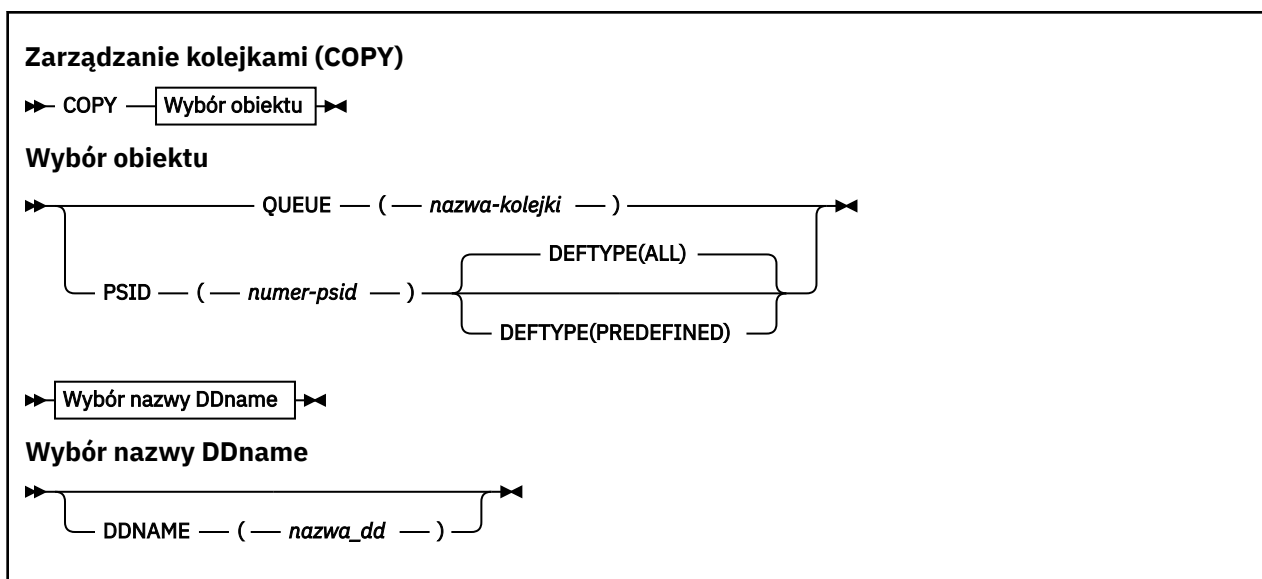 Zarządzanie kolejkami (COPY)
COPY Wybór obiektu
Wybór obiektu
QUEUE ( nazwa-kolejki )
DEFTYPE(ALL)
PSID ( numer-psid )
DEFTYPE(PREDEFINED)
Wybór nazwy DDname
Wybór nazwy DDname
DDNAME ( nazwa_dd )